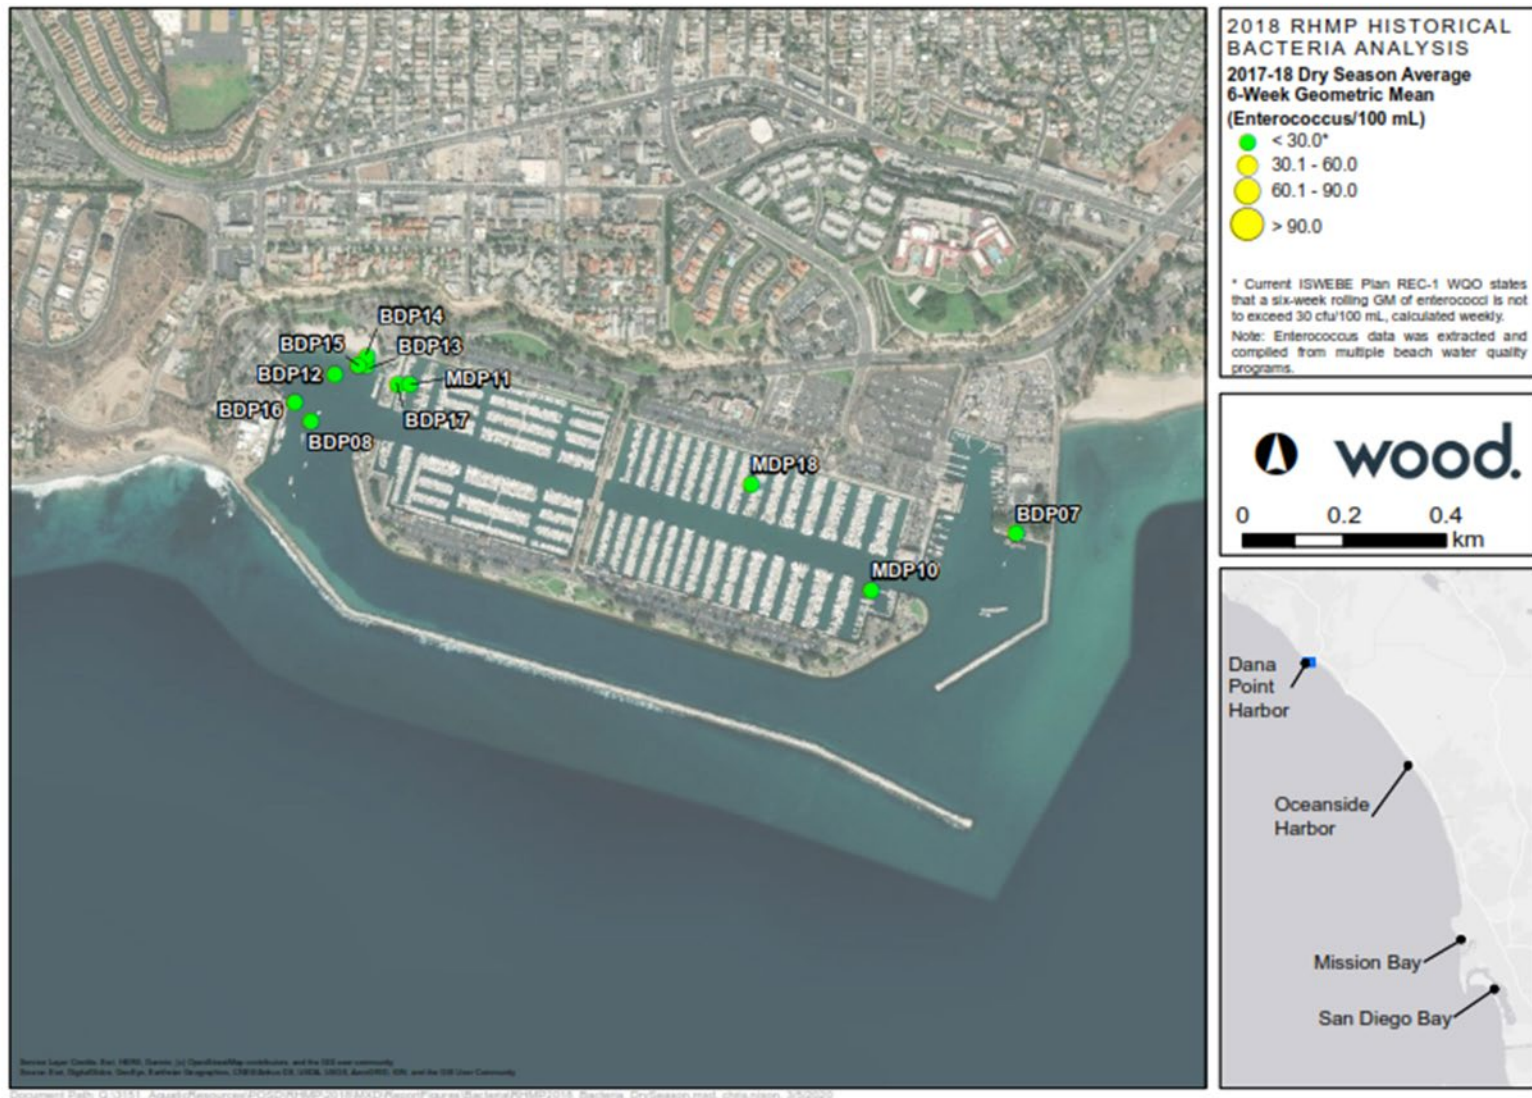 2018 RHMP HISTORICAL
BACTERIA ANALYSIS
2017-18 Dry Season Average
6-Week Geometric Mean
(Enterococcus/100 mL)
< 30.0*
30.1 - 60.0
60.1 - 90.0
> 90.0
* Current ISWEBE Plan REC-1 WQO states
that a six-week rolling GM of enterococci is not
to exceed 30 cfu/100 mL, calculated weekly.
Note: Enterococcus data was extracted and
compiled from multiple beach water quality
programs.
wood.
0 0.2 0.4
km
Dana
Point
Harbor
Oceanside
Harbor
Mission Bay
San Diego Bay
BDP14
BDP15
BDP13
BDP12
MDP11
BDP16
BDP17
BDP08
MDP18
BDP07
MDP10